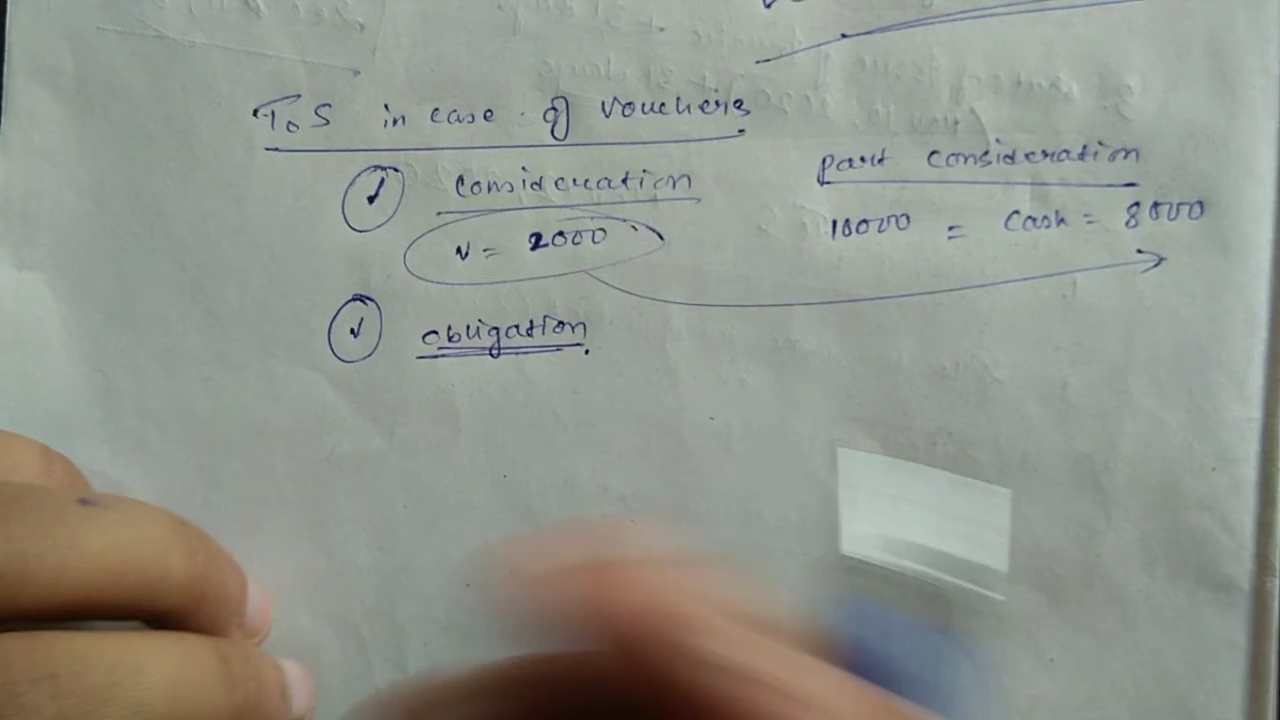 ToS in case of vouchers
Consideration
V = 2000
Part consideration
10000 = Cash = 8000
obligation.